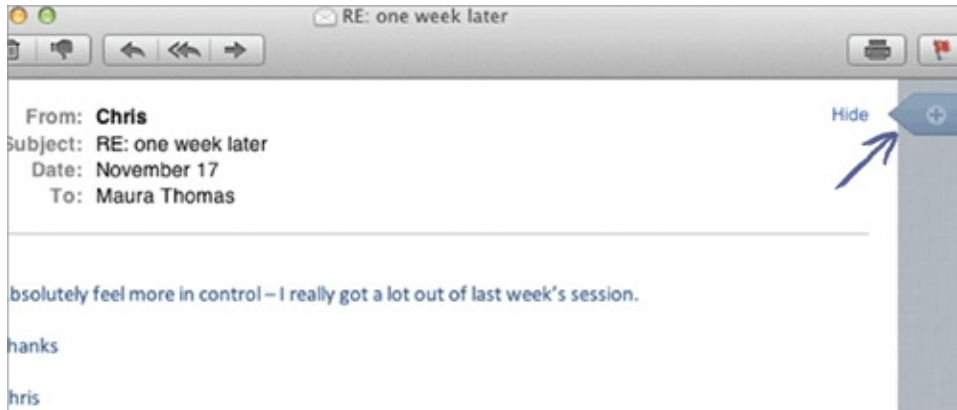 RE: one week later
From: Chris
Hide
ubject: RE: one week later
Date: November 17
To: Maura Thomas
bsolutely feel more in control – I really got a lot out of last week's session.
hanks
hris